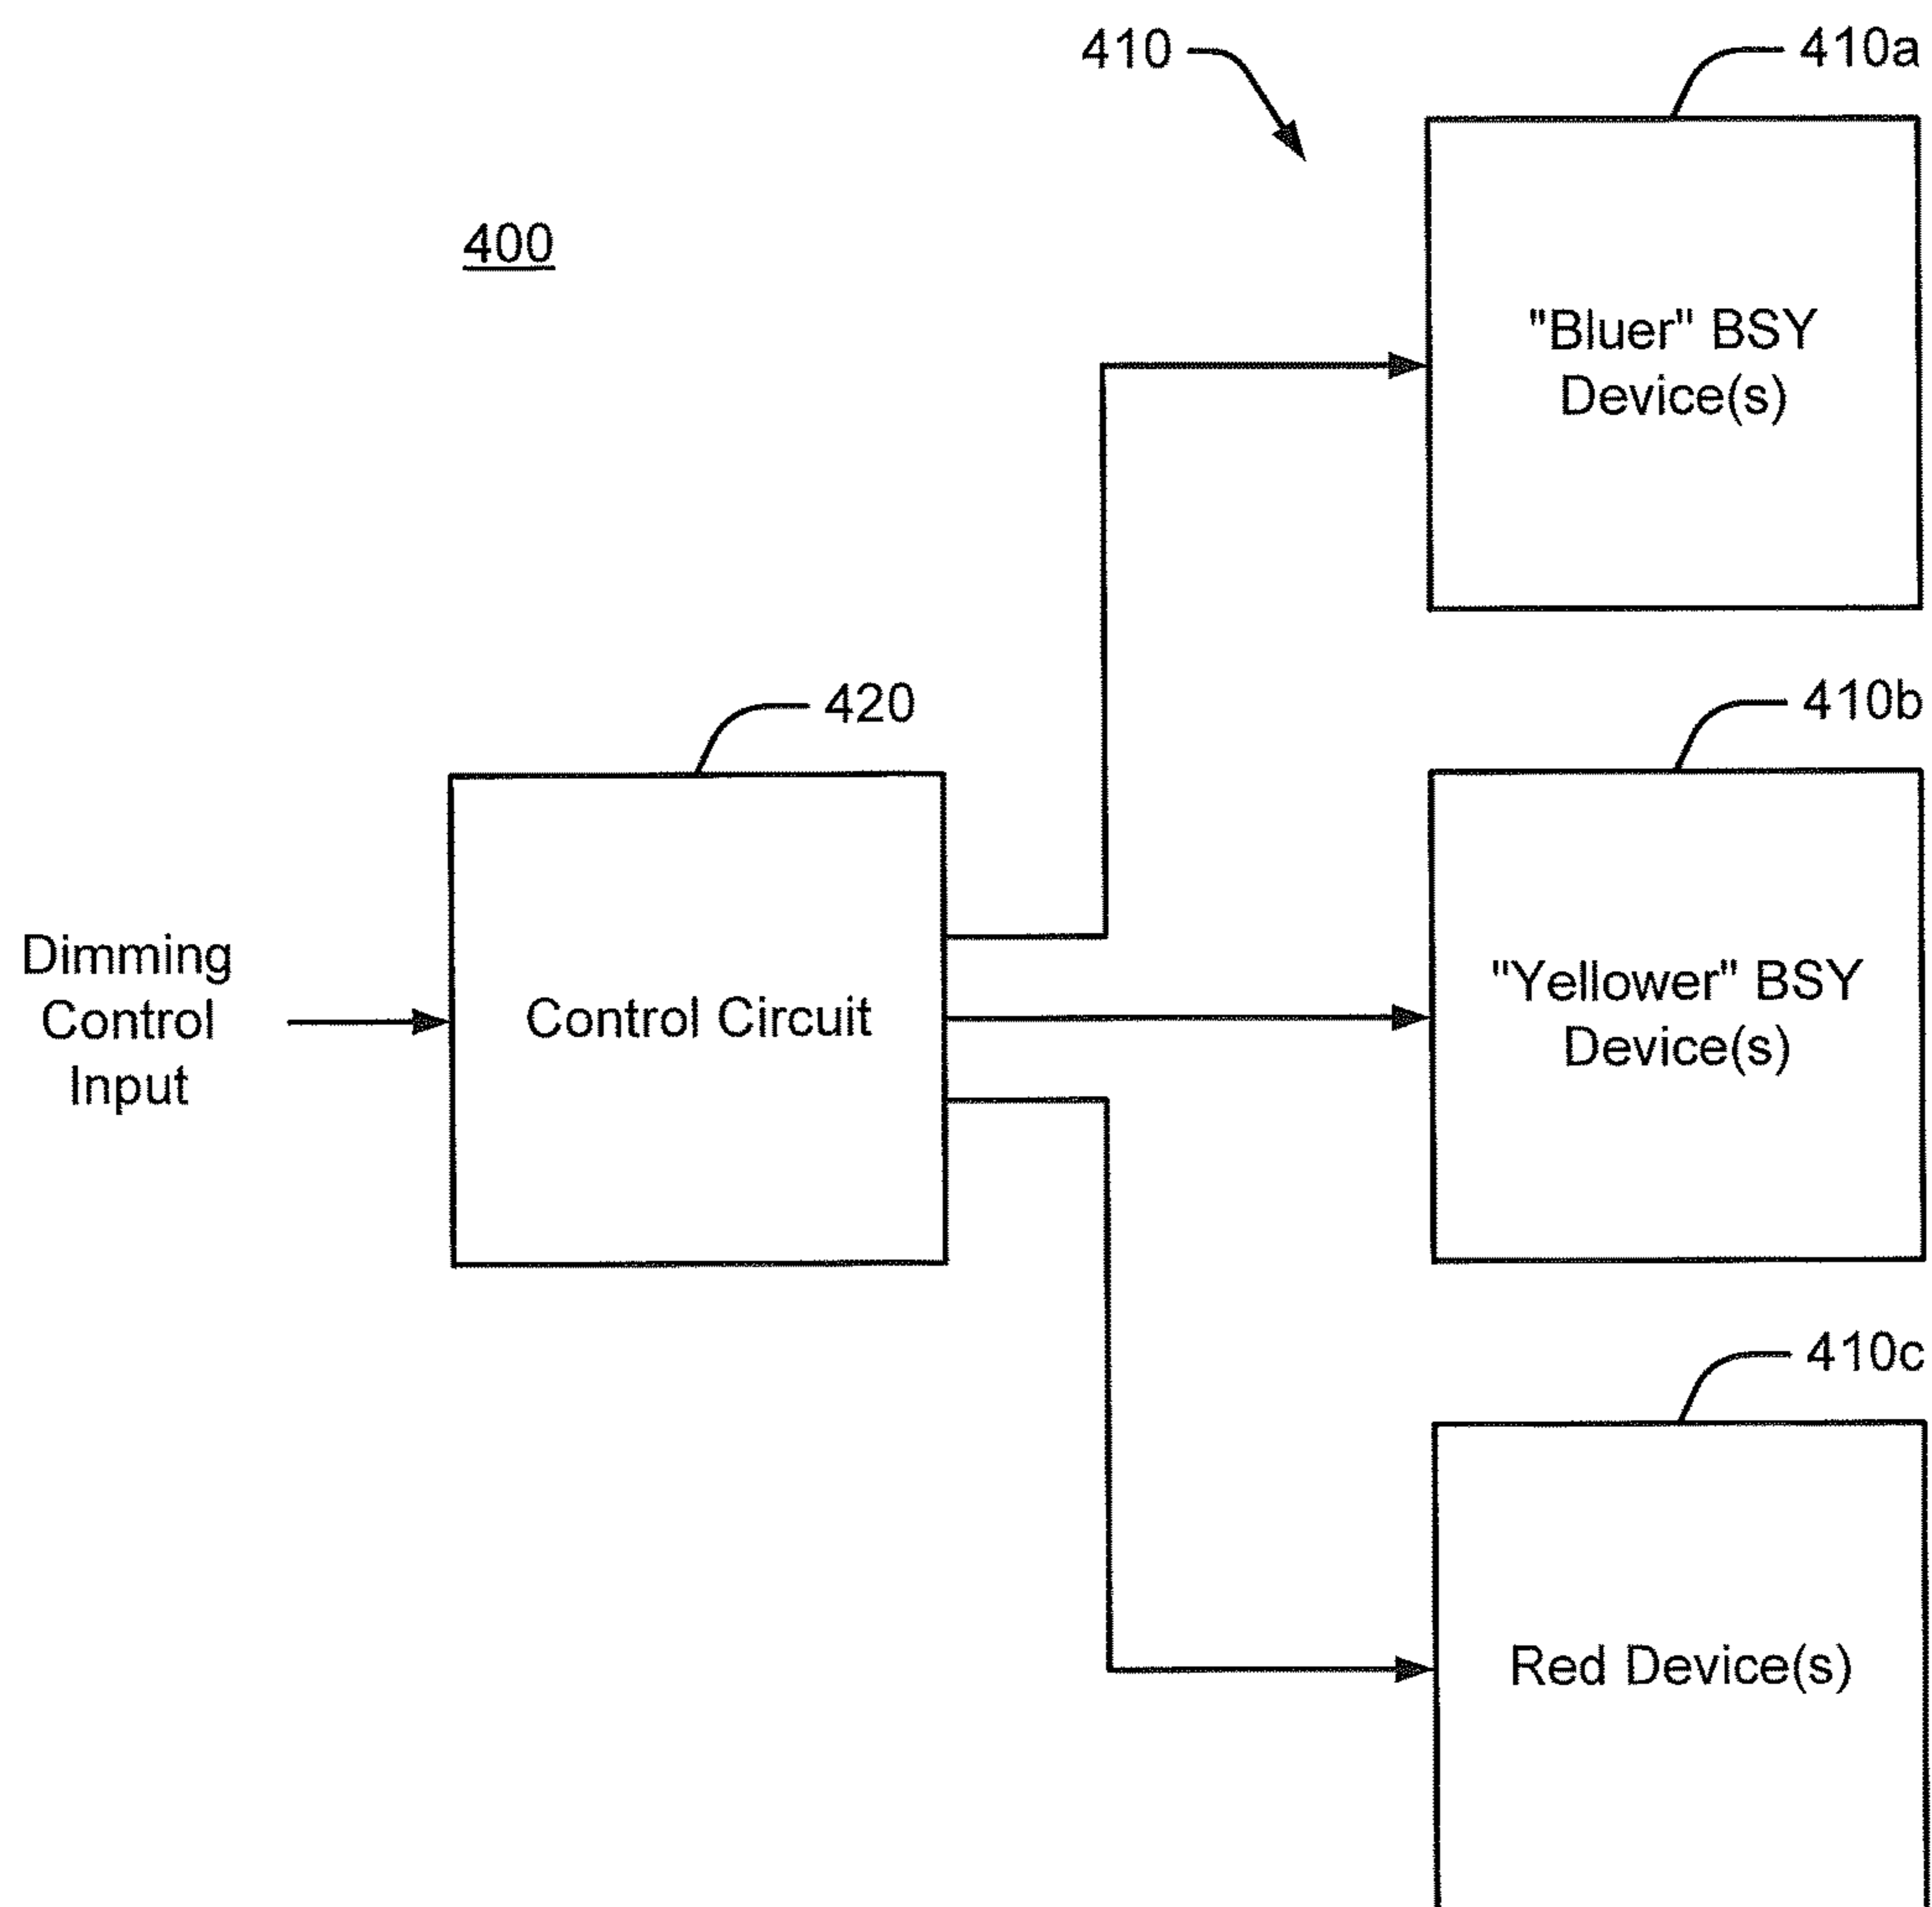 410
410a
400
"Bluer" BSY
Device(s)
420
410b
Dimming
Control
Input
Control Circuit
"Yellower" BSY
Device(s)
410c
Red Device(s)